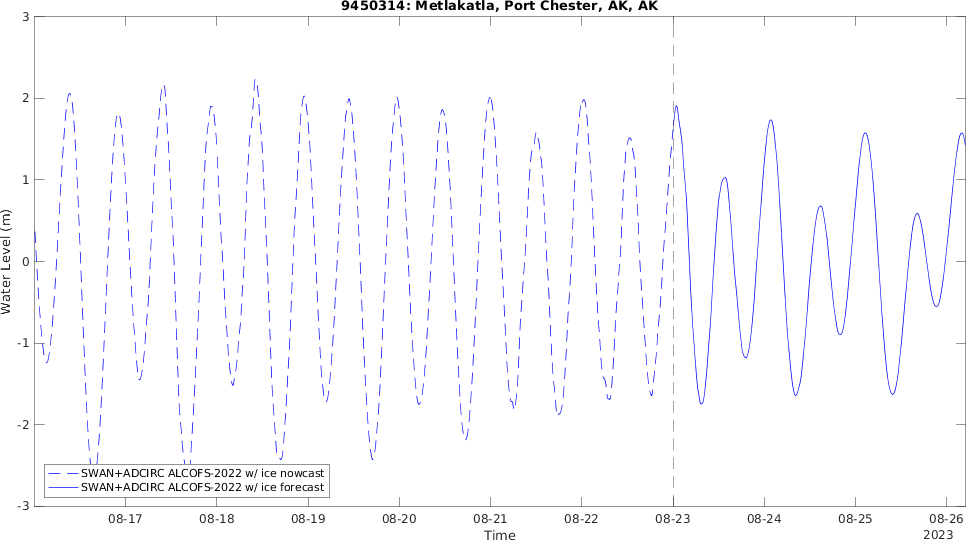 9450314: Metlakatla, Port Chester, AK, AK
3
2
1
0
-1
-2
-3
Water Level (m)
SWAN+ADCIRC ALCOFS-2022 w/ ice nowcast
SWAN+ADCIRC ALCOFS-2022 w/ ice forecast
08-17 08-18 08-19 08-20 08-21 08-22 08-23 08-24 08-25 08-26
Time
2023